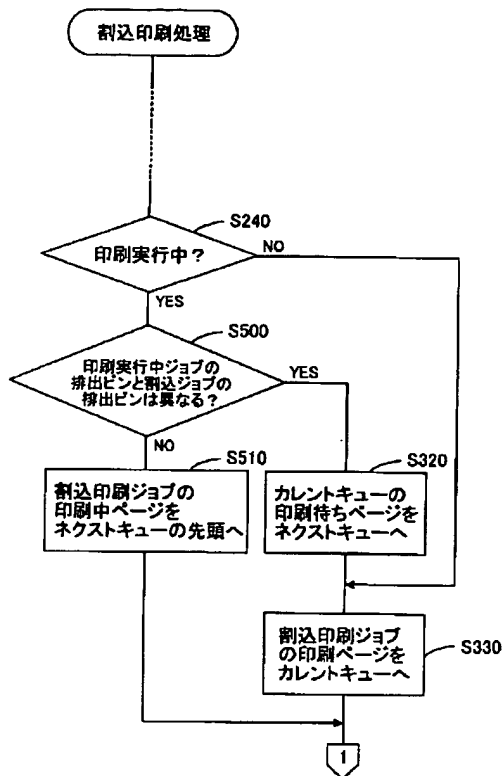 割込印刷処理
S240
印刷実行中？
NO
YES
S500
印刷実行中ジョブの
排出ビンと割込ジョブの
排出ビンは異なる？
YES
NO
S510
割込印刷ジョブの
印刷中ページを
ネクストキューの先頭へ
S320
カレントキューの
印刷待ちページを
ネクストキューへ
割込印刷ジョブ
の印刷ページを
カレントキューへ
S330
1